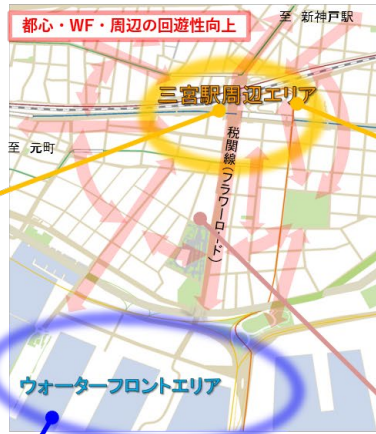 都心・WF・周辺の回遊性向上
至 新神戸駅
三宮駅周辺エリア
至 元町
税関線(フラワーロード)
ウォーターフロントエリア